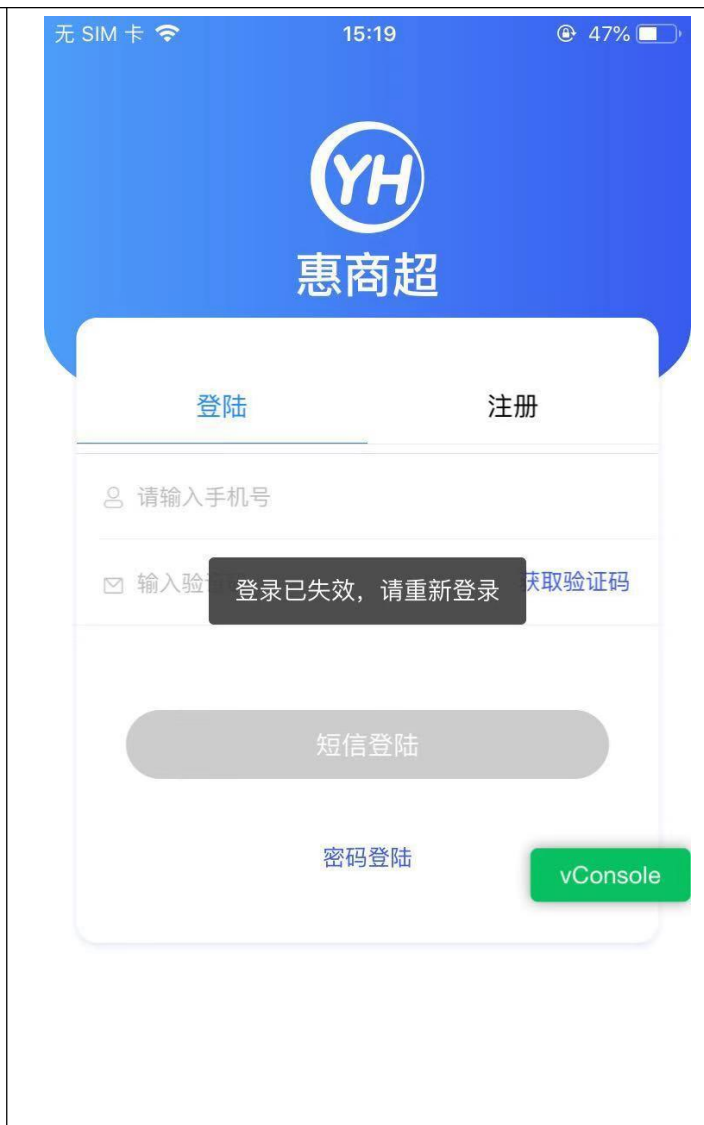 无 SIM 卡 15:19 47%
YH
惠商超
登陆 注册
请输入手机号
输入验 获取验证码
登录已失效，请重新登录
短信登陆
密码登陆
vConsole